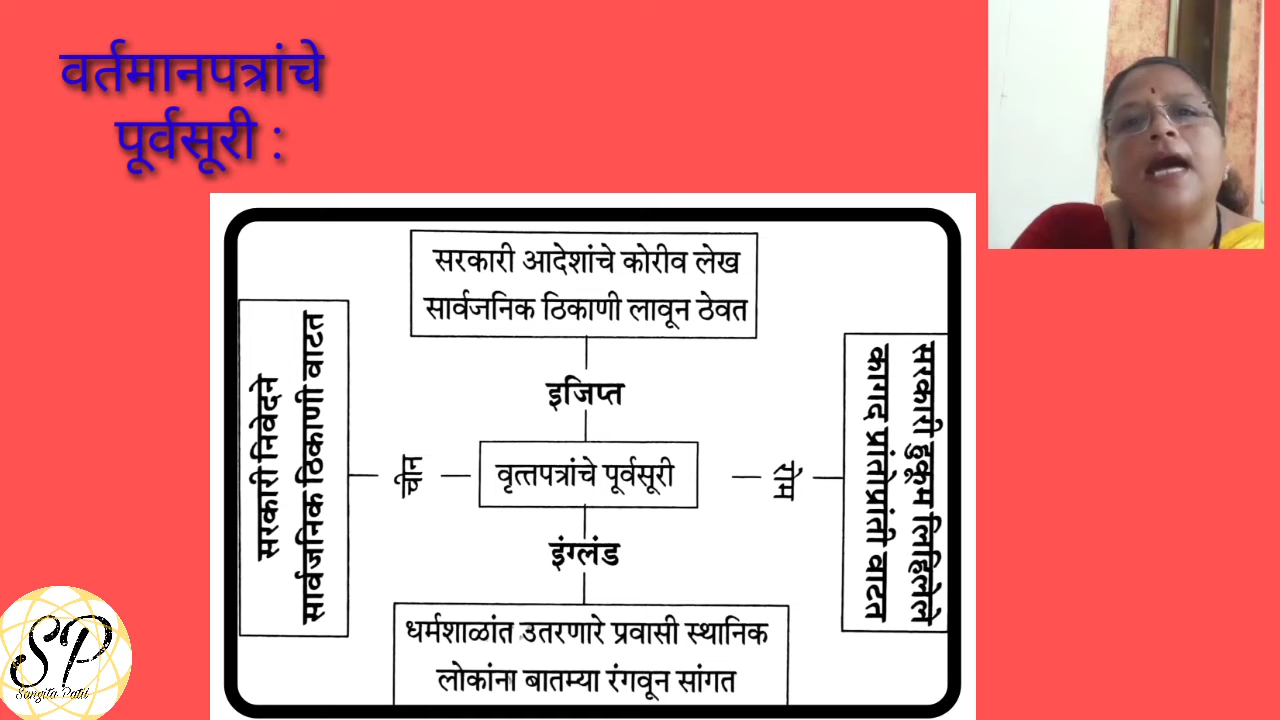 वर्तमानपत्रांचे
पूर्वसूरी :
सरकारी आदेशांचे कोरीव लेख
सार्वजनिक ठिकाणी लावून ठेवत
इजिप्त
सरकारी निवेदने
सार्वजनिक ठिकाणी वाटत
चीन
वृत्तपत्रांचे पूर्वसूरी
रोम
सरकारी हुकूम लिहिलेले
कागद प्रांतोप्रांती वाटत
इंग्लंड
धर्मशाळांत उतरणारे प्रवासी स्थानिक
लोकांना बातम्या रंगवून सांगत
SP
Sangita Patil